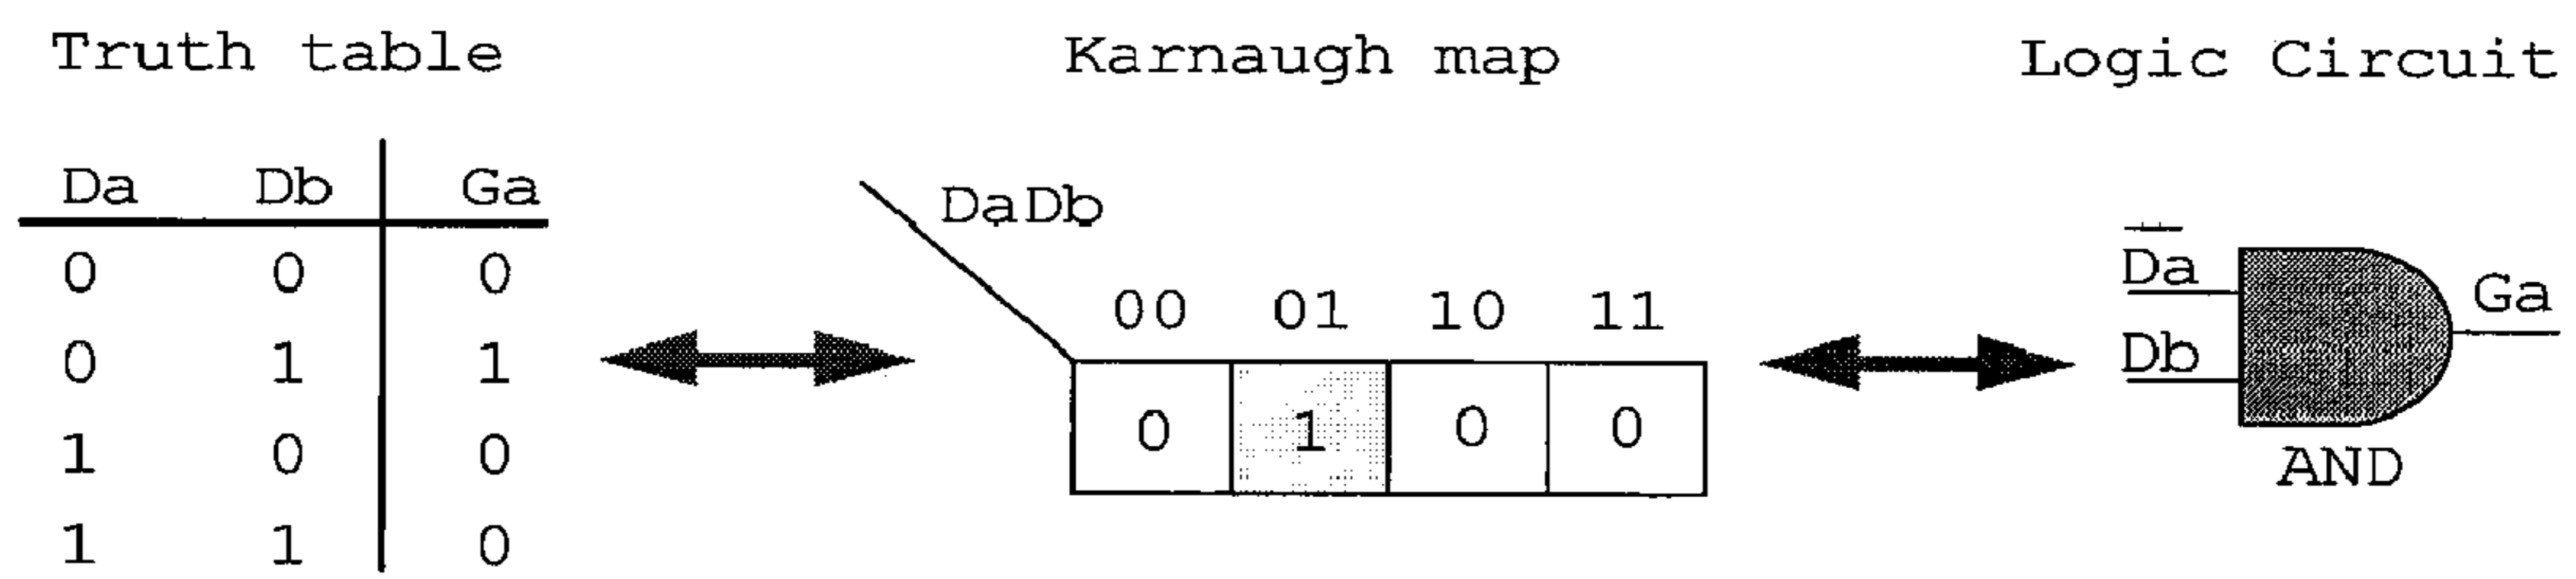 Truth table
Da Db Ga
0 0 0
0 1 1
1 0 0
1 1 0
Karnaugh map
DaDb
00 01 10 11
0 1 0 0
Logic Circuit
D̅a̅
Db
Ga
AND